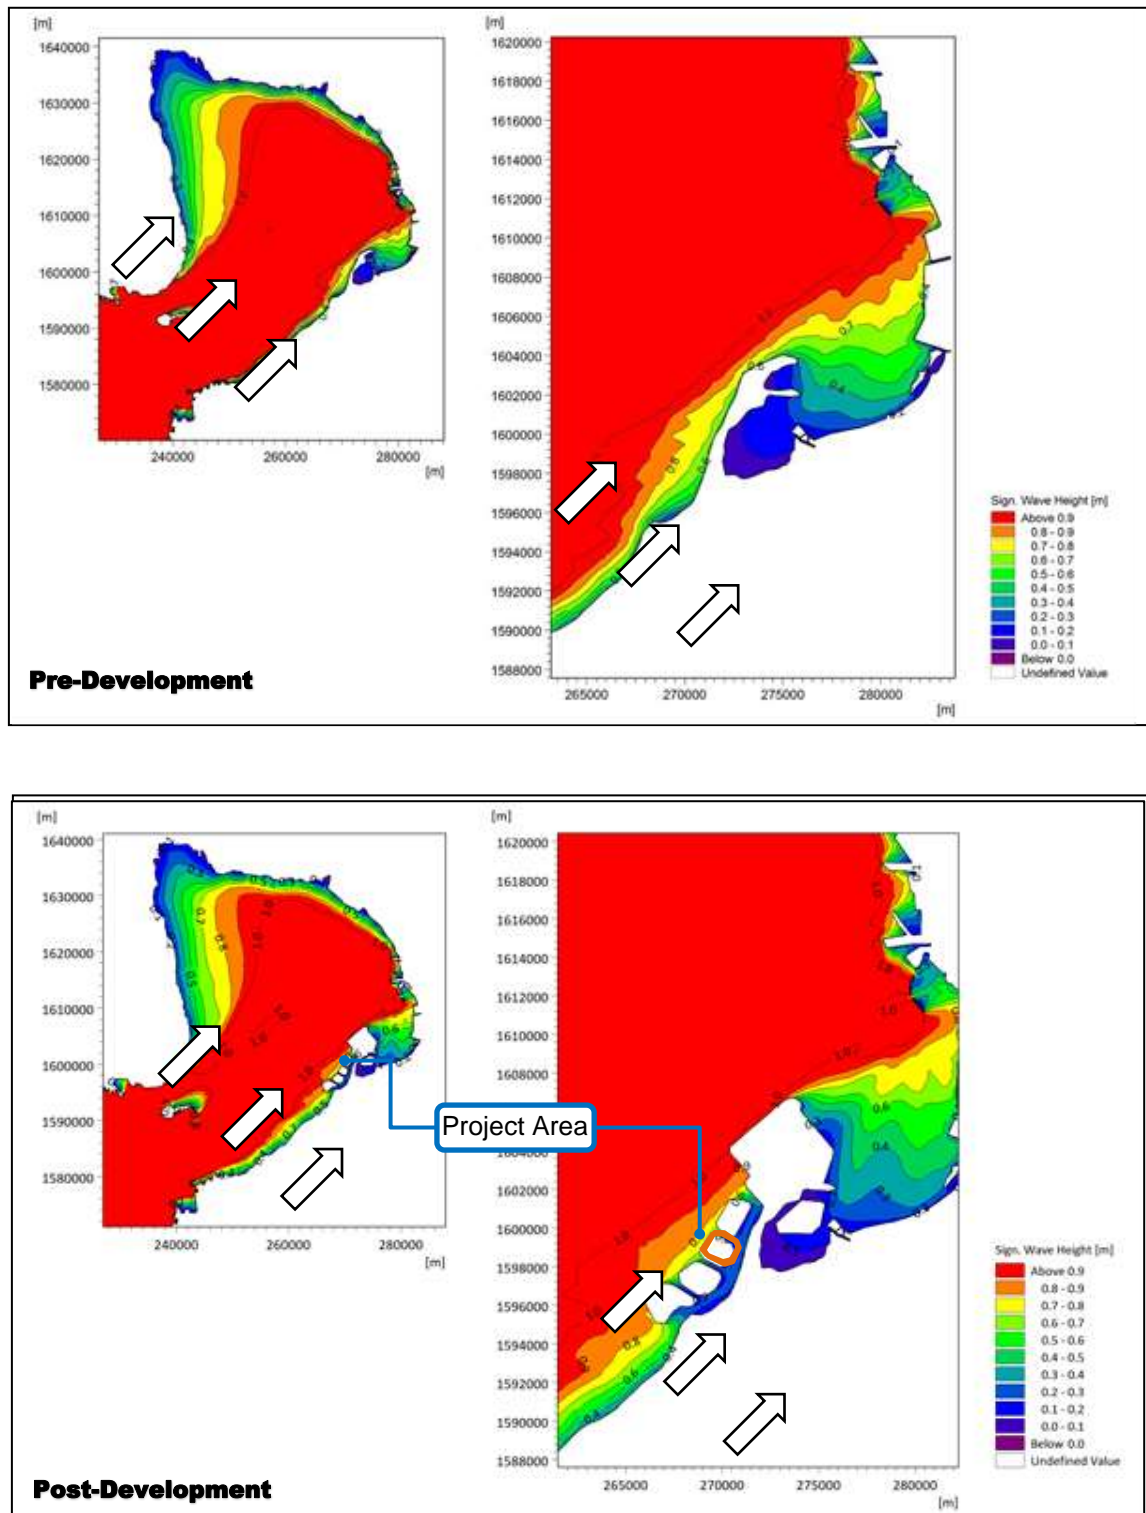 [m]
1640000
1630000
1620000
1610000
1600000
1590000
1580000
240000
260000
280000
[m]
[m]
1620000
1618000
1616000
1614000
1612000
1610000
1608000
1606000
1604000
1602000
1600000
1598000
1596000
1594000
1592000
1590000
1588000
265000
270000
275000
280000
[m]
Sign. Wave Height [m]
Above 0.9
0.8 - 0.9
0.7 - 0.8
0.6 - 0.7
0.5 - 0.6
0.4 - 0.5
0.3 - 0.4
0.2 - 0.3
0.1 - 0.2
0.0 - 0.1
Below 0.0
Undefined Value
Pre-Development
[m]
1640000
1630000
1620000
1610000
1600000
1590000
1580000
240000
260000
280000
[m]
Project Area
[m]
1620000
1618000
1616000
1614000
1612000
1610000
1608000
1604000
1602000
1600000
1598000
1596000
1594000
1592000
1590000
1588000
265000
270000
275000
280000
[m]
Sign. Wave Height [m]
Above 0.9
0.8 - 0.9
0.7 - 0.8
0.6 - 0.7
0.5 - 0.6
0.4 - 0.5
0.3 - 0.4
0.2 - 0.3
0.1 - 0.2
0.0 - 0.1
Below 0.0
Undefined Value
Post-Development